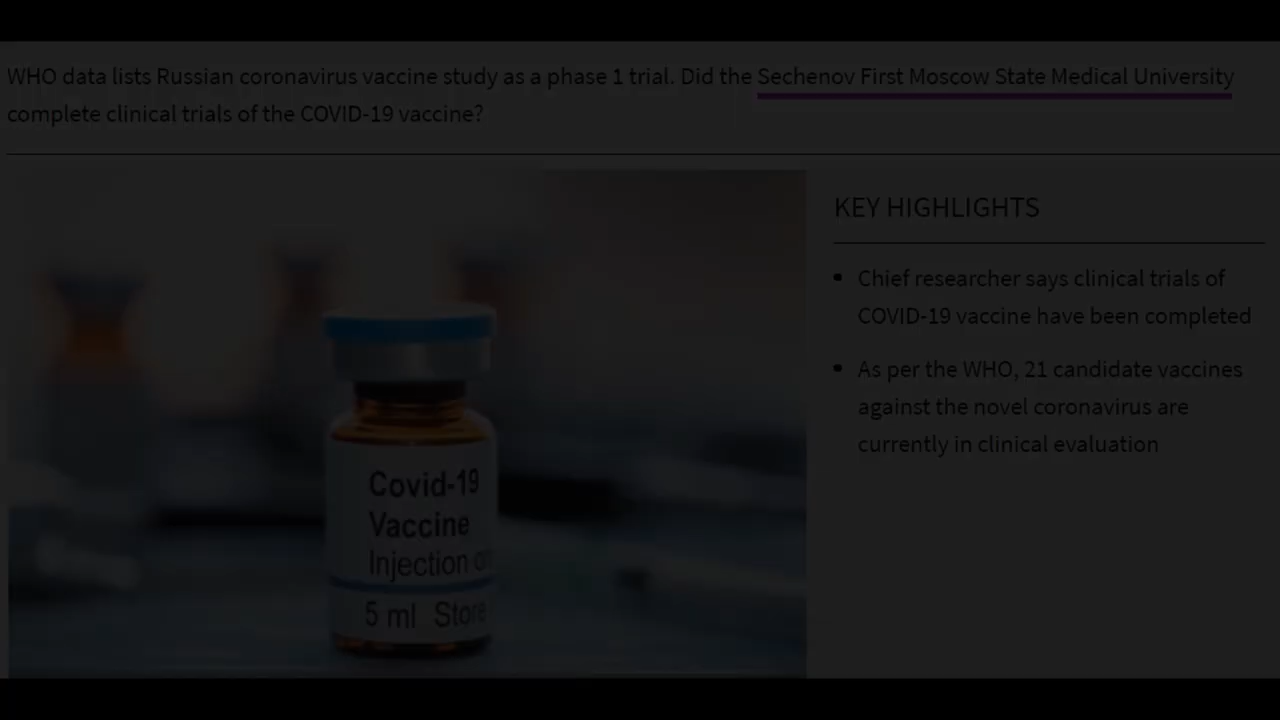 WHO data lists Russian coronavirus vaccine study as a phase 1 trial. Did the Sechenov First Moscow State Medical University
complete clinical trials of the COVID-19 vaccine?
KEY HIGHLIGHTS
• Chief researcher says clinical trials of
COVID-19 vaccine have been completed
• As per the WHO, 21 candidate vaccines
against the novel coronavirus are
currently in clinical evaluation
Covid-19
Vaccine
Injection
5 ml Store